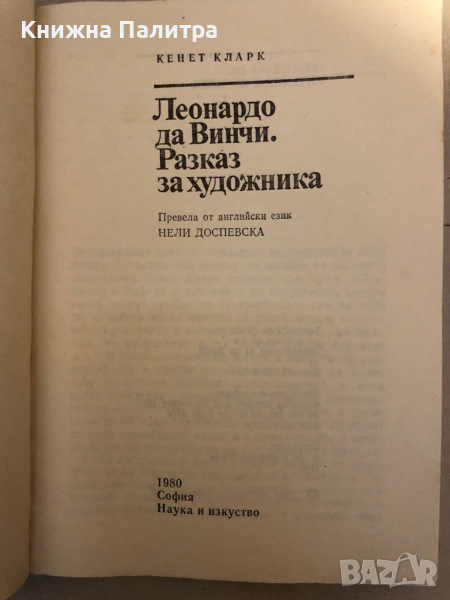 Книжна Палитра
КЕНЕТ КЛАРК
Леонардо
да Винчи.
Разказ
за художника
Превела от английски език
НЕЛИ ДОСПЕВСКА
1980
София
Наука и изкуство
BAZAR